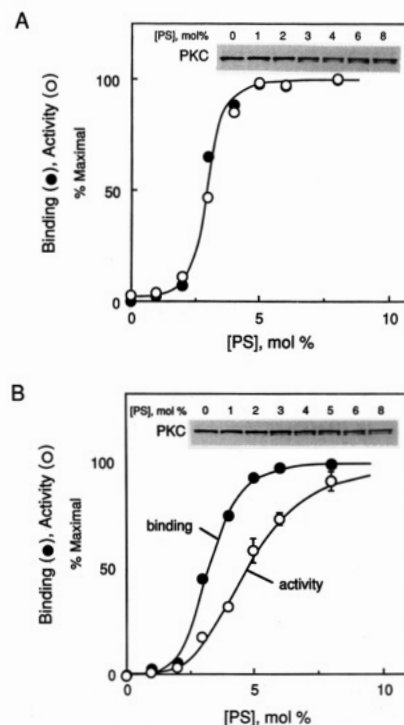 A
[PS], mol% 0 1 2 3 4 6 8
PKC
100
50
0
Binding (●), Activity (○)
% Maximal
0 5 10
[PS], mol %
B
[PS], mol % 0 1 2 3 4 5 6 8
PKC
100
50
0
Binding (●), Activity (○)
% Maximal
binding
activity
0 5 10
[PS], mol %